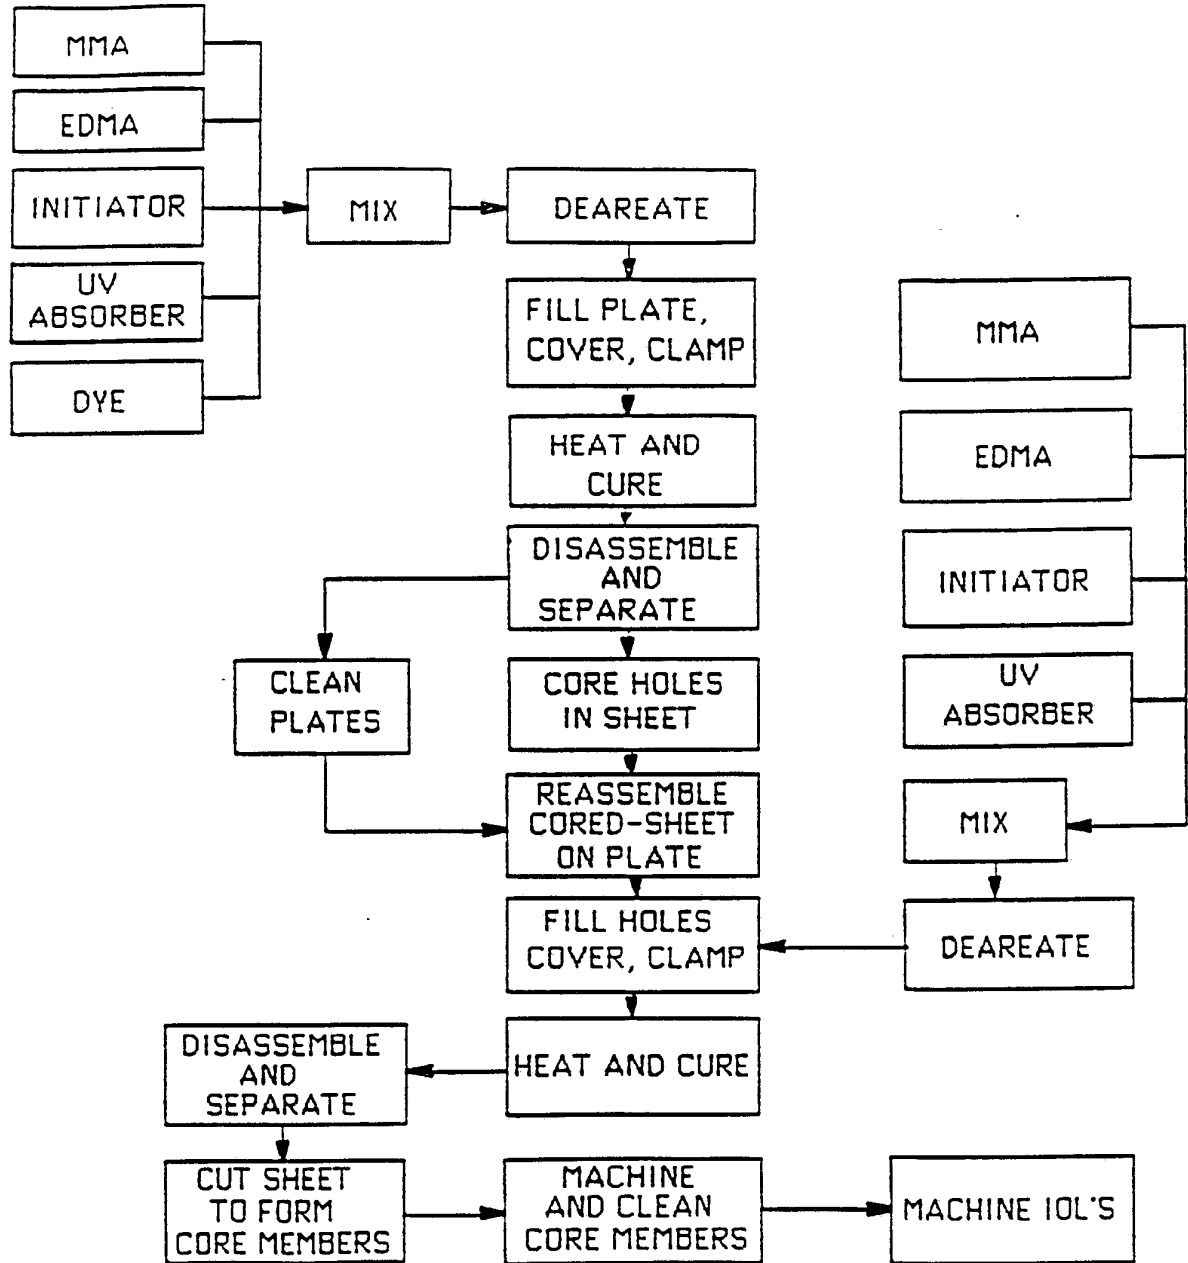 MMA
EDMA
INITIATOR
UV
ABSORBER
DYE
MIX
DEAREATE
FILL PLATE,
COVER, CLAMP
HEAT AND
CURE
DISASSEMBLE
AND
SEPARATE
CLEAN
PLATES
CORE HOLES
IN SHEET
REASSEMBLE
CORED-SHEET
ON PLATE
MMA
EDMA
INITIATOR
UV
ABSORBER
MIX
DEAREATE
FILL HOLES
COVER, CLAMP
HEAT AND CURE
DISASSEMBLE
AND
SEPARATE
CUT SHEET
TO FORM
CORE MEMBERS
MACHINE
AND CLEAN
CORE MEMBERS
MACHINE IOL'S